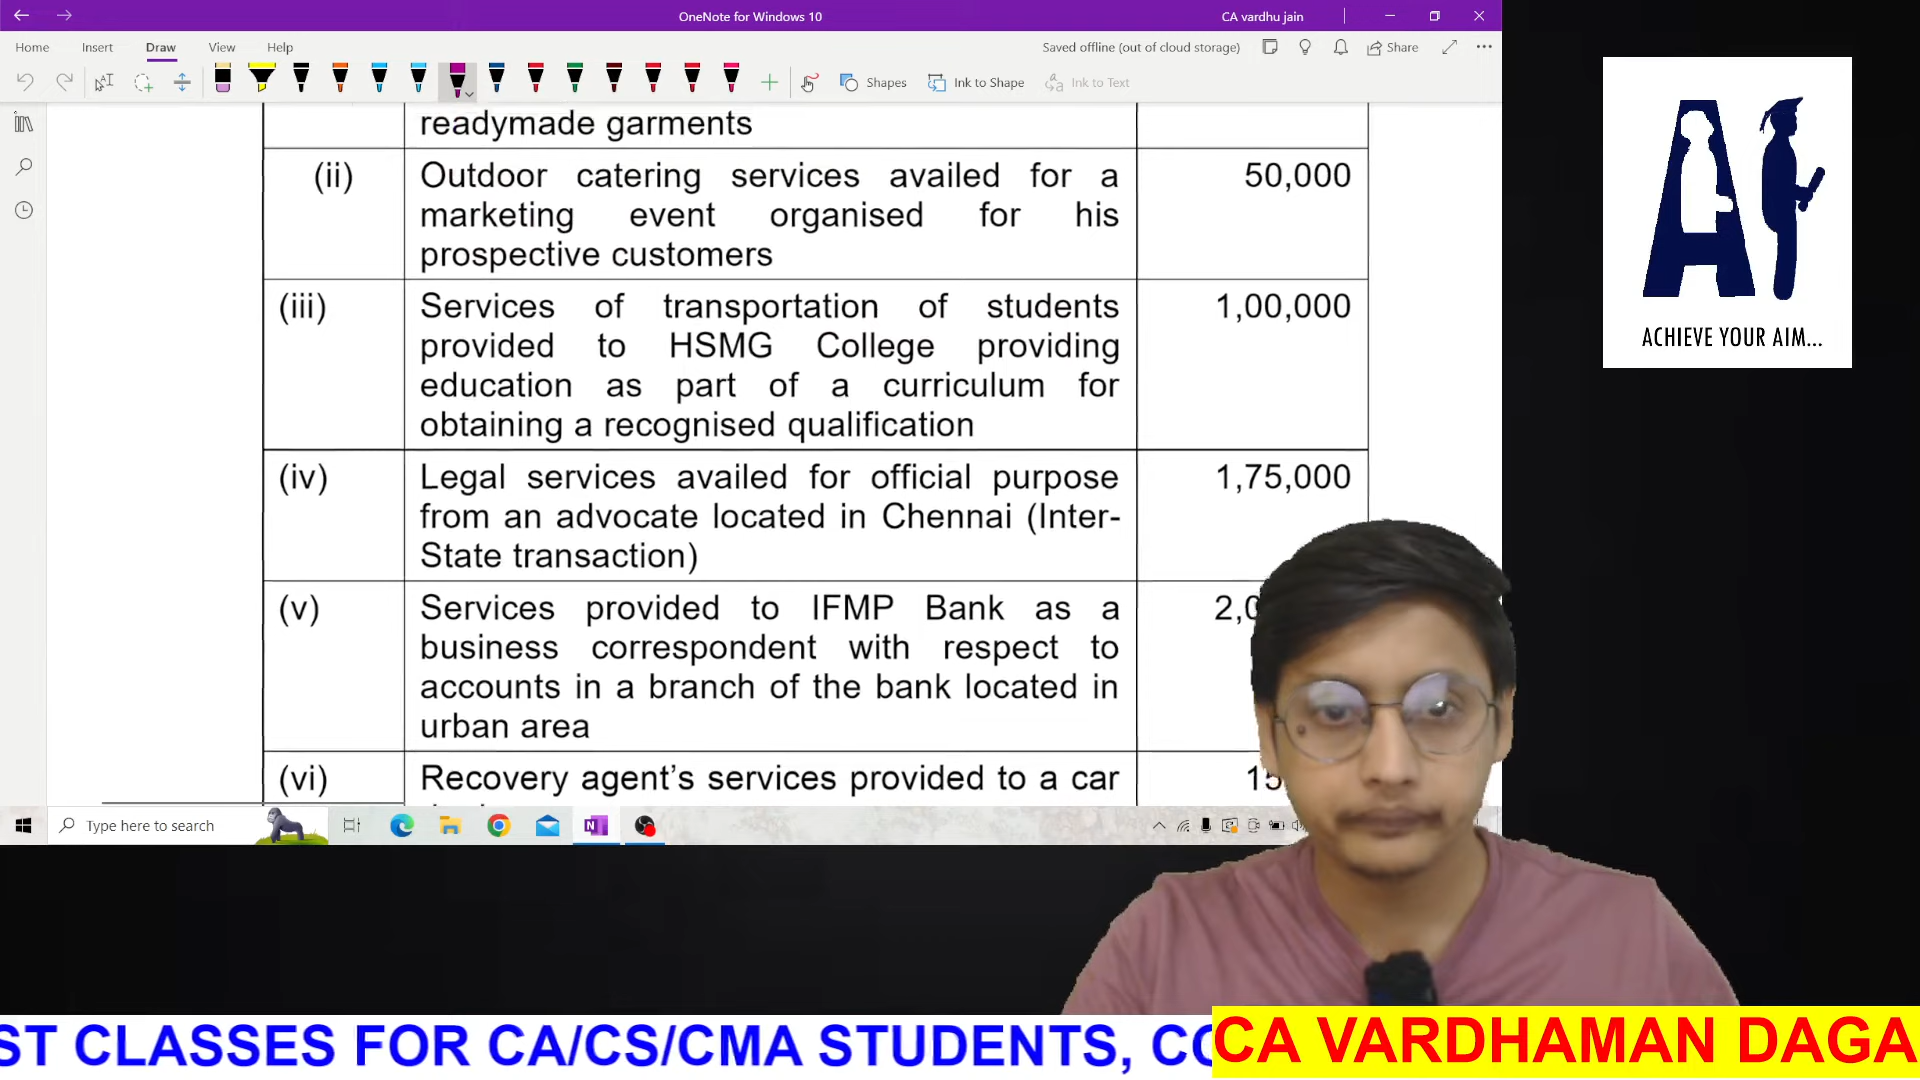 OneNote for Windows 10
CA vardhu jain
Home Insert Draw View Help
Saved offline (out of cloud storage)
Share
Shapes
Ink to Shape
Ink to Text
readymade garments
(ii) Outdoor catering services availed for a 50,000
marketing event organised for his
prospective customers
(iii) Services of transportation of students 1,00,000
provided to HSMG College providing
education as part of a curriculum for
obtaining a recognised qualification
(iv) Legal services availed for official purpose 1,75,000
from an advocate located in Chennai (Inter-
State transaction)
(v) Services provided to IFMP Bank as a
business correspondent with respect to
accounts in a branch of the bank located in
urban area
(vi) Recovery agent's services provided to a car
Type here to search
ACHIEVE YOUR AIM...
ST CLASSES FOR CA/CS/CMA STUDENTS, CO
CA VARDHAMAN DAGA